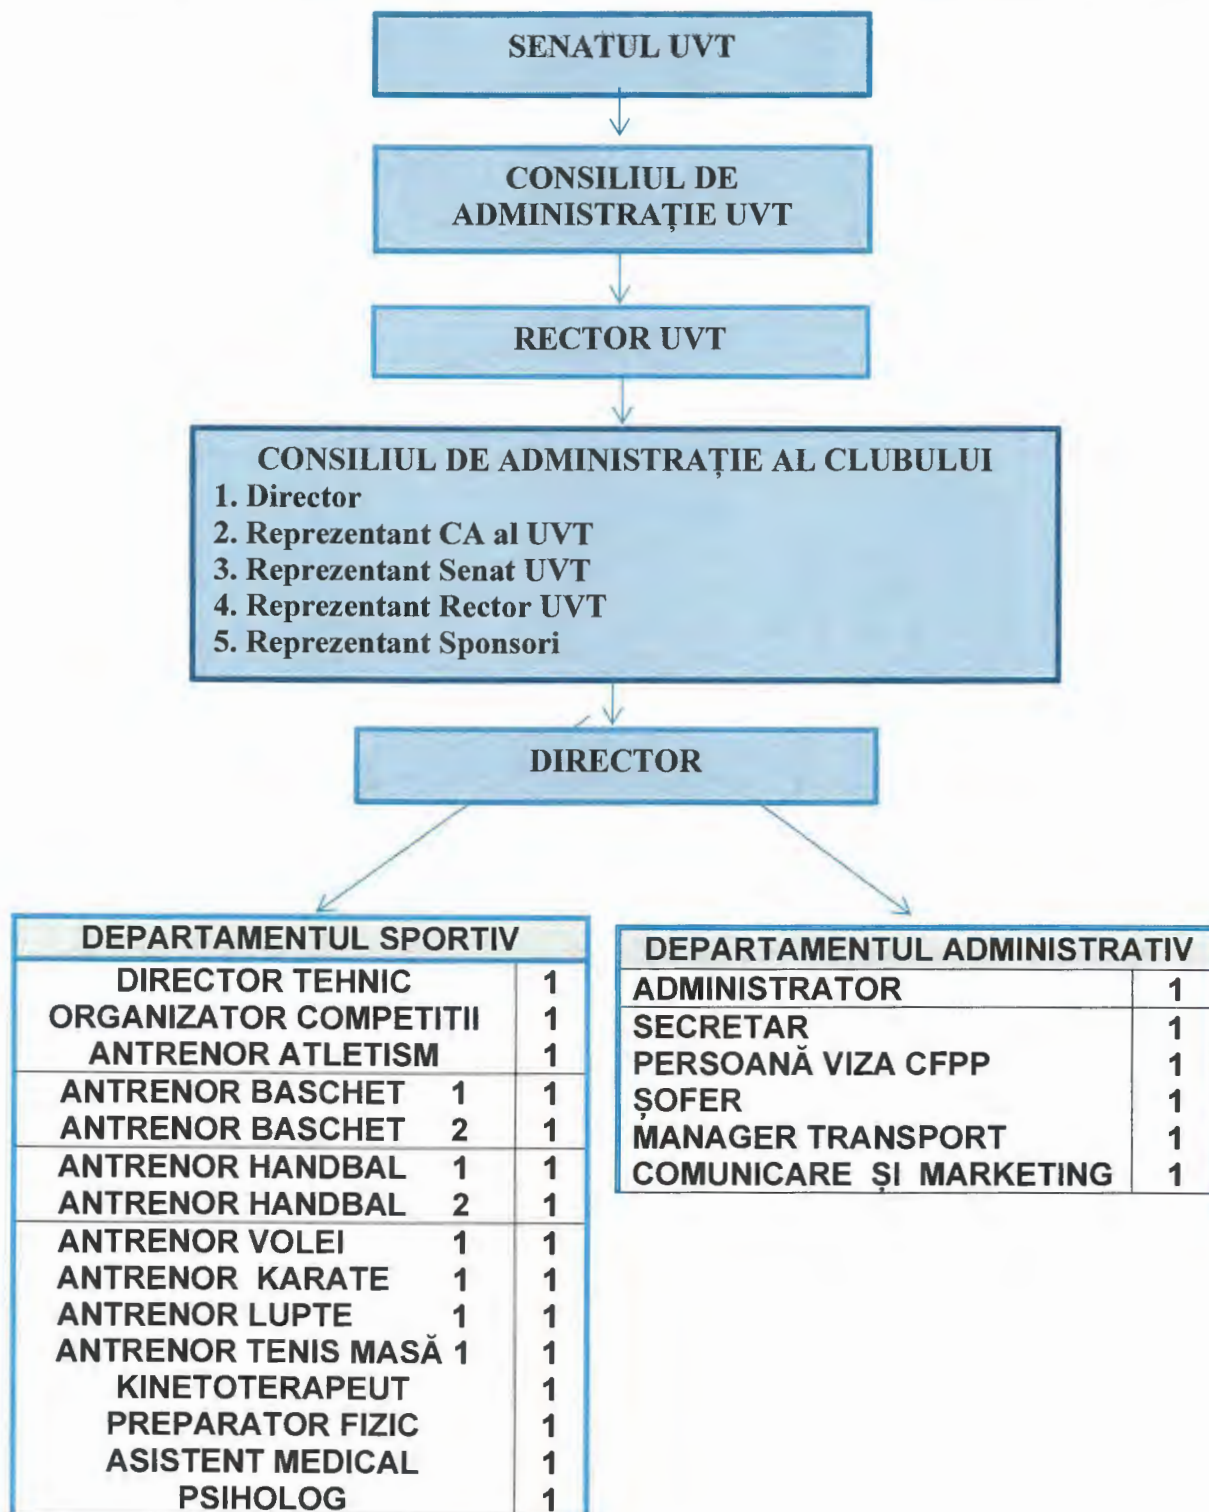 SENATUL UVT
CONSILIUL DE
ADMINISTRAȚIE UVT
RECTOR UVT
CONSILIUL DE ADMINISTRAȚIE AL CLUBULUI
1. Director
2. Reprezentant CA al UVT
3. Reprezentant Senat UVT
4. Reprezentant Rector UVT
5. Reprezentant Sponsori
DIRECTOR
DEPARTAMENTUL SPORTIV
DIRECTOR TEHNIC 1
ORGANIZATOR COMPETITII 1
ANTRENOR ATLETISM 1
ANTRENOR BASCHET 1 1
ANTRENOR BASCHET 2 1
ANTRENOR HANDBAL 1 1
ANTRENOR HANDBAL 2 1
ANTRENOR VOLEI 1 1
ANTRENOR KARATE 1 1
ANTRENOR LUPTE 1 1
ANTRENOR TENIS MASĂ 1 1
KINETOTERAPEUT 1
PREPARATOR FIZIC 1
ASISTENT MEDICAL 1
PSIHOLOG 1
DEPARTAMENTUL ADMINISTRATIV
ADMINISTRATOR 1
SECRETAR 1
PERSOANĂ VIZA CFPP 1
ȘOFER 1
MANAGER TRANSPORT 1
COMUNICARE ȘI MARKETING 1